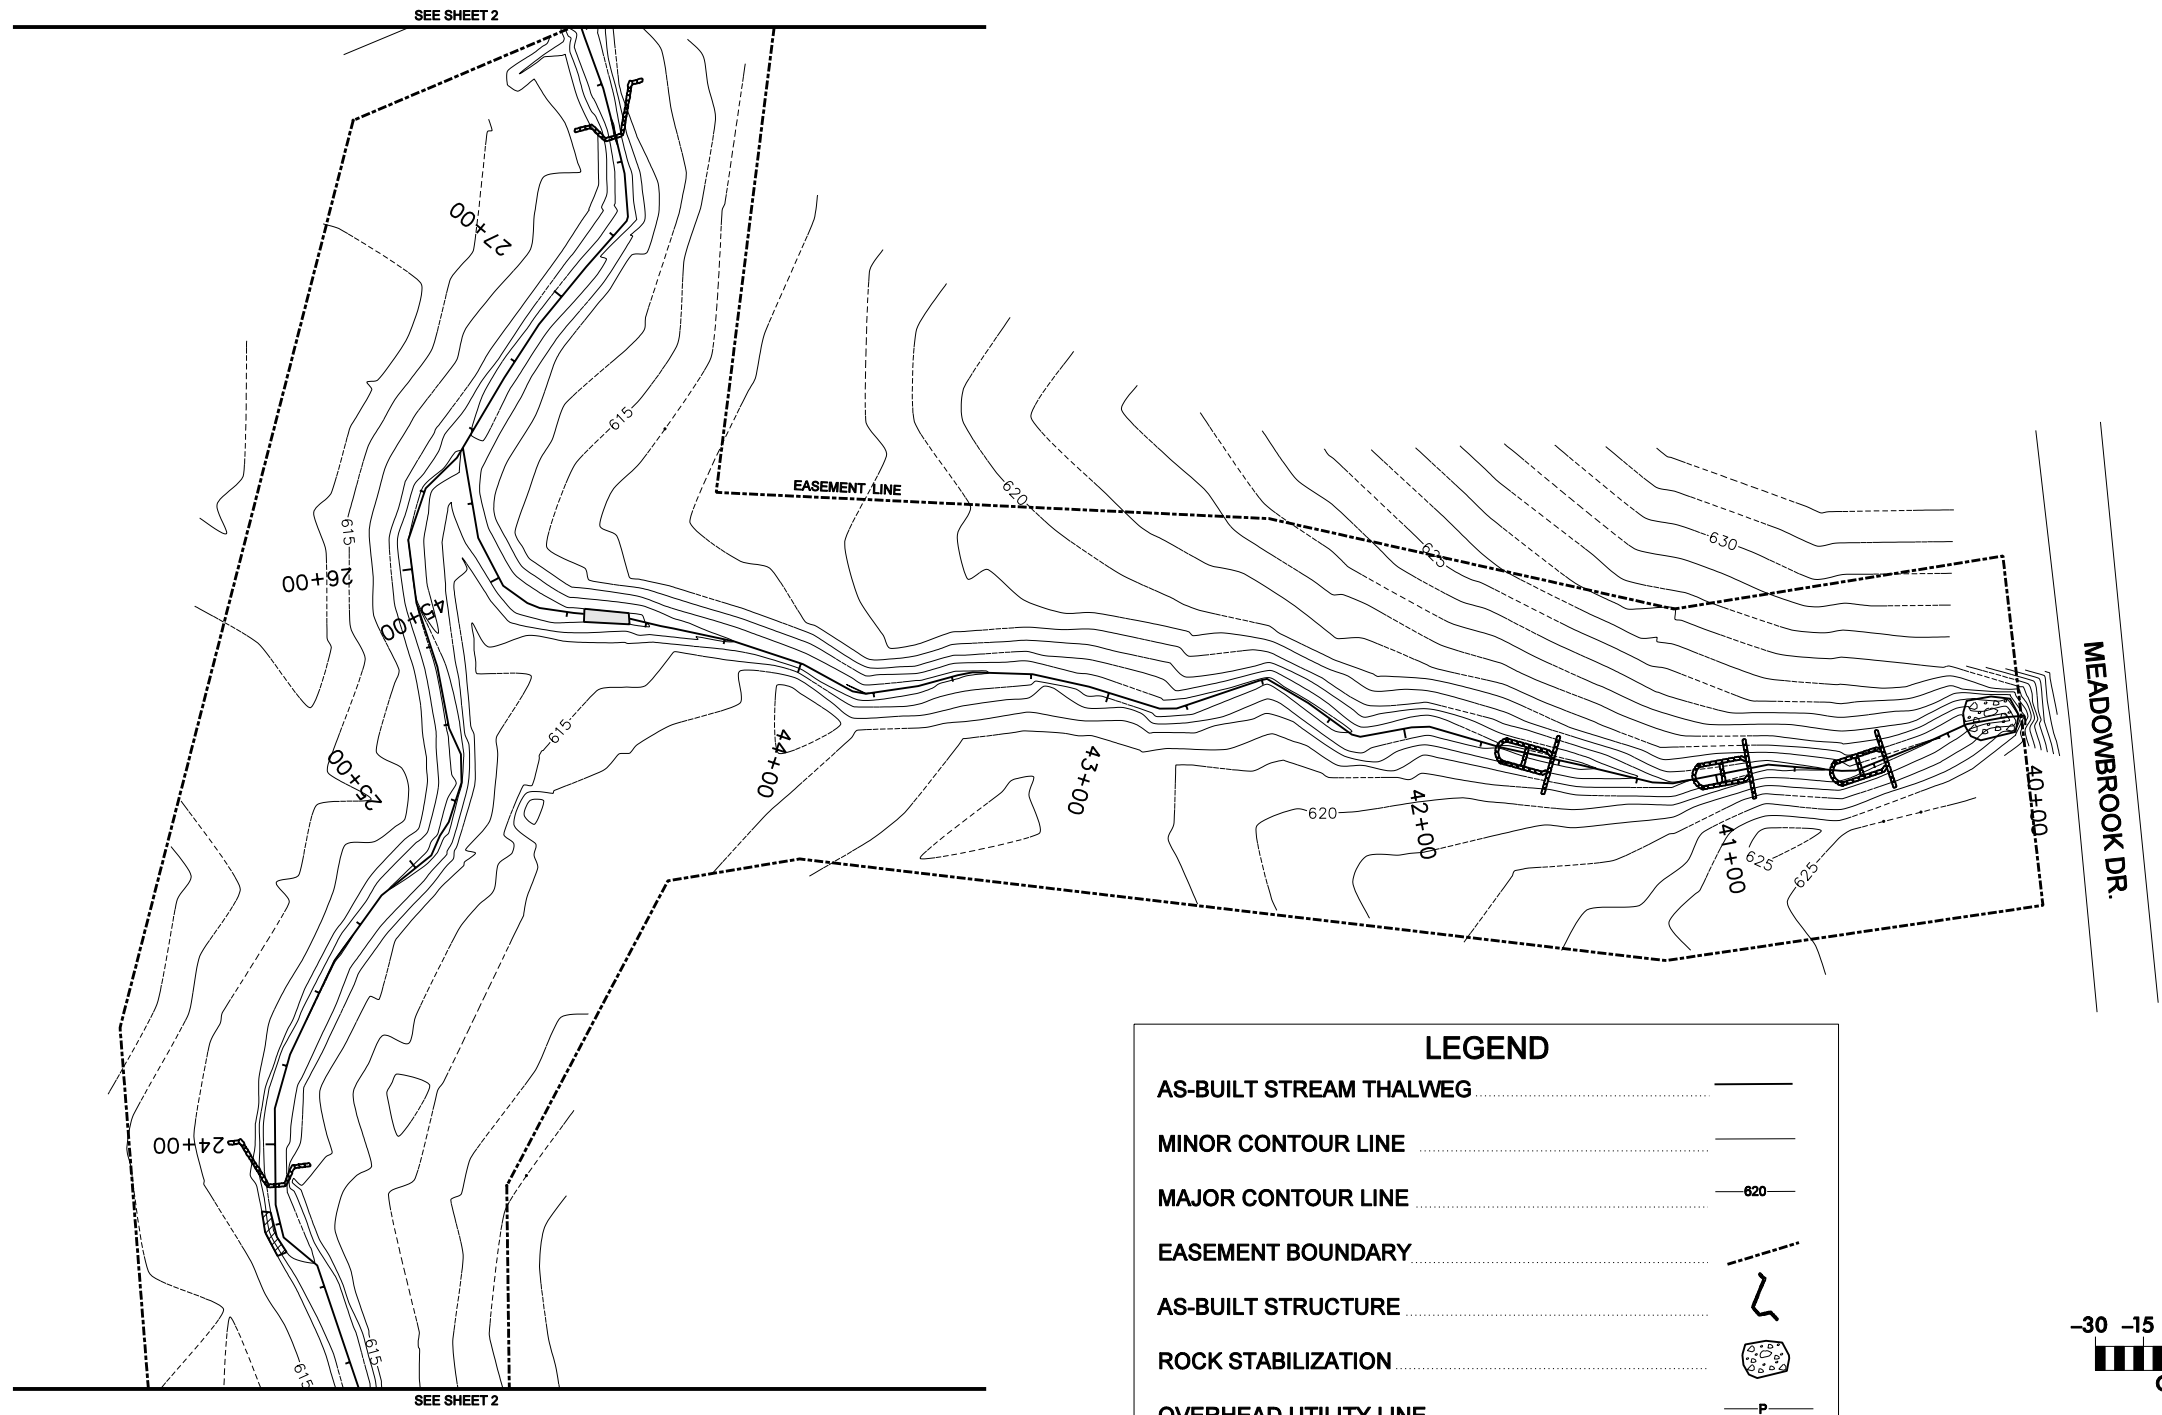 SEE SHEET 2
27+00
615
EASEMENT LINE
620
615
630
625
26+00
45+00
MEADOWBROOK DR.
615
25+00
44+00
43+00
40+00
42+00
620
41+00
625
625
LEGEND
AS-BUILT STREAM THALWEG
MINOR CONTOUR LINE
24+00
MAJOR CONTOUR LINE 620
EASEMENT BOUNDARY
AS-BUILT STRUCTURE
-30 -15
615
615
ROCK STABILIZATION
SEE SHEET 2
OVERHEAD UTILITY LINE P